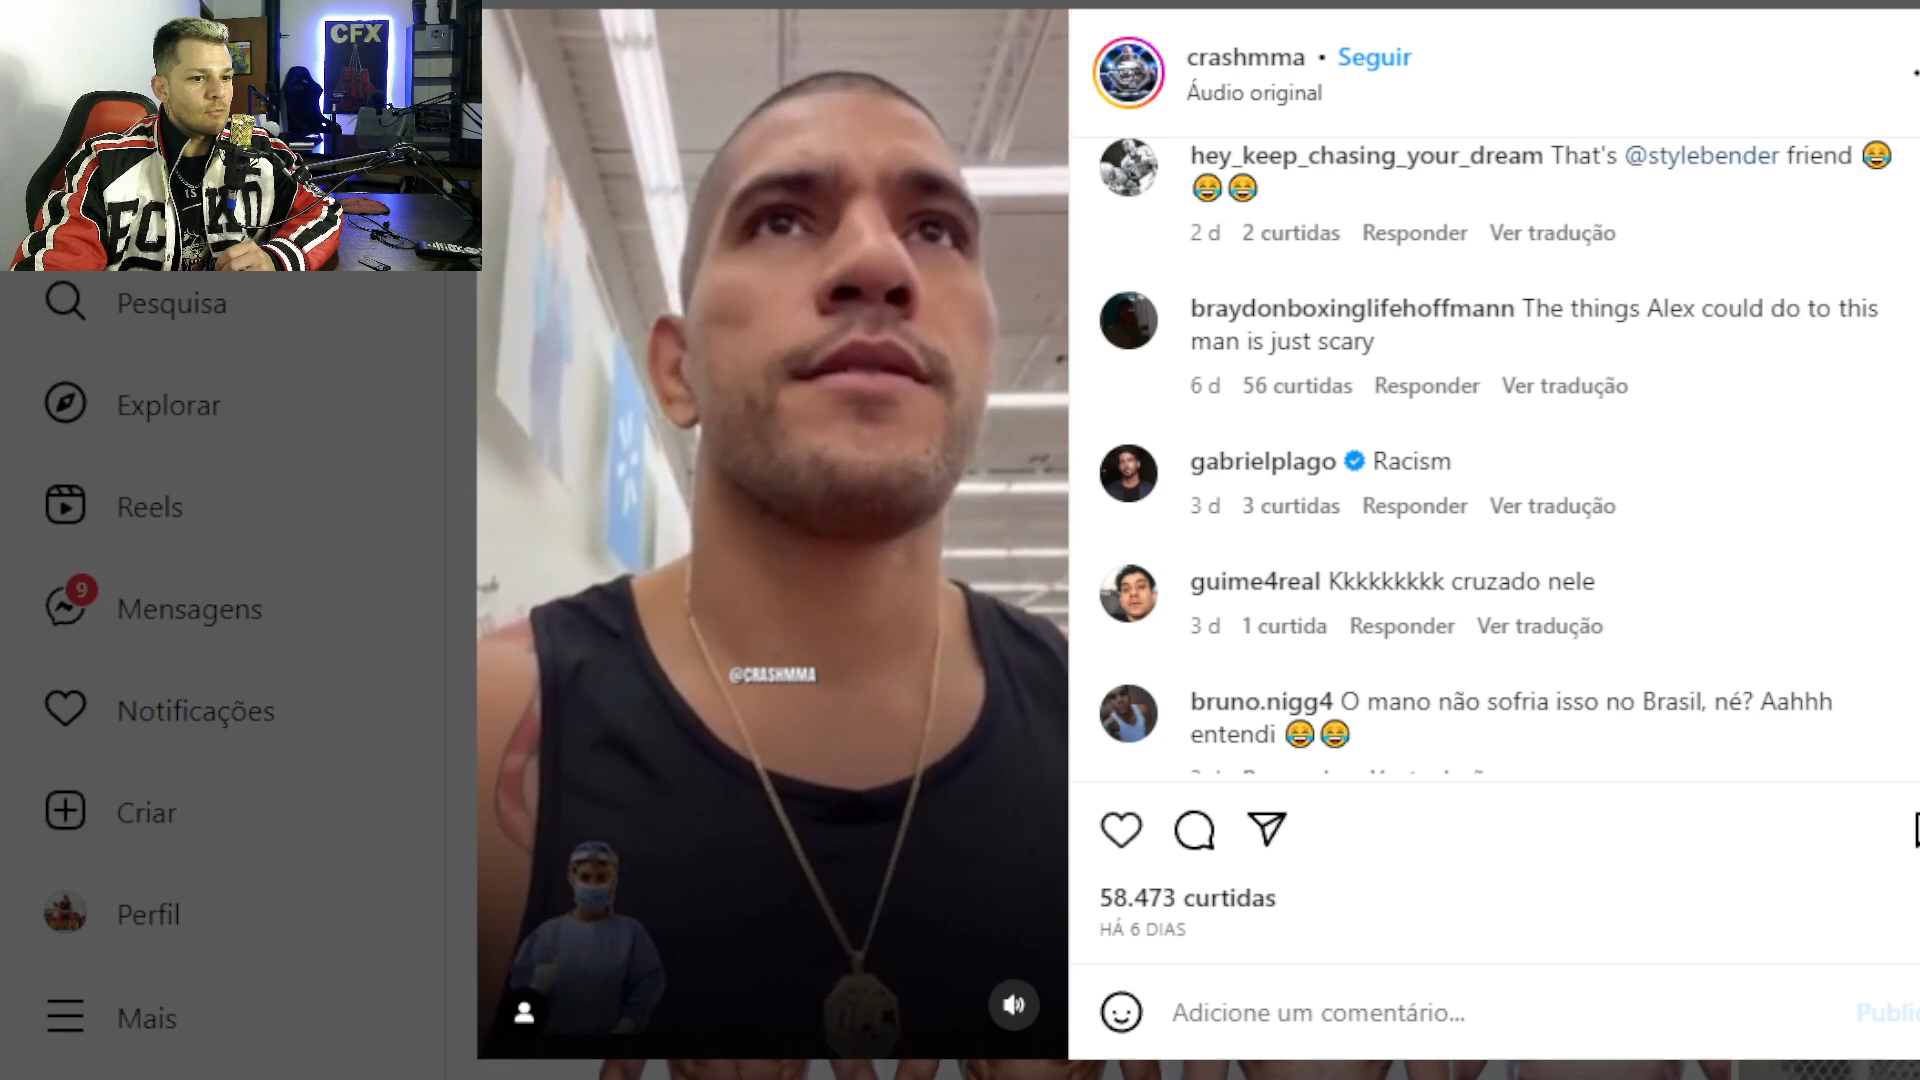 CFX
IS
crashmma • Seguir
Áudio original
hey_keep_chasing_your_dream That's @stylebender friend 😂
😂😂
2 d 2 curtidas Responder Ver tradução
braydonboxinglifehoffmann The things Alex could do to this
man is just scary
6 d 56 curtidas Responder Ver tradução
gabrielplago Racism
3 d 3 curtidas Responder Ver tradução
guime4real Kkkkkkkkk cruzado nele
3 d 1 curtida Responder Ver tradução
bruno.nigg4 O mano não sofria isso no Brasil, né? Aahhh
entendi 😂😂
58.473 curtidas
HÁ 6 DIAS
Adicione um comentário...
@CRASHMMA
Pesquisa
Explorar
Reels
9
Mensagens
Notificações
Criar
Perfil
Mais